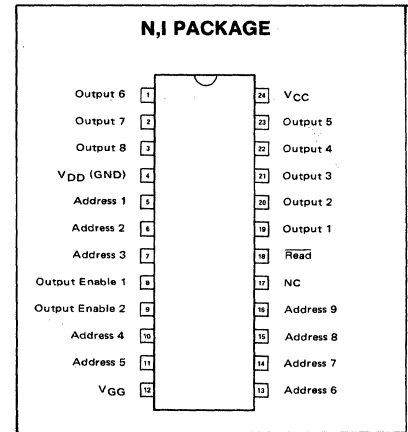 N,I PACKAGE
Output 6 1 24 VCC
Output 7 2 23 Output 5
Output 8 3 22 Output 4
VDD (GND) 4 21 Output 3
Address 1 5 20 Output 2
Address 2 6 19 Output 1
Address 3 7 18 Read
Output Enable 1 8 17 NC
Output Enable 2 9 16 Address 9
Address 4 10 15 Address 8
Address 5 11 14 Address 7
VGG 12 13 Address 6